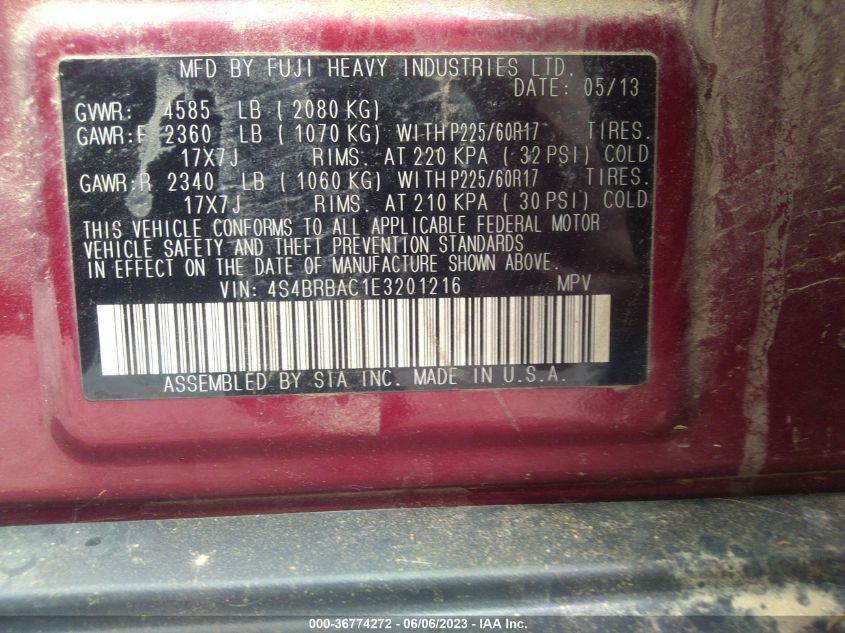 MFD BY FUJI HEAVY INDUSTRIES LTD.
DATE: 05/13
GVWR: 4585 LB ( 2080 KG)
GAWR:F 2360 LB ( 1070 KG) WITH P225/60R17 TIRES.
17X7J RIMS. AT 220 KPA ( 32 PSI) COLD
GAWR:R 2340 LB ( 1060 KG) WITH P225/60R17 TIRES.
17X7J RIMS. AT 210 KPA ( 30 PSI) COLD
THIS VEHICLE CONFORMS TO ALL APPLICABLE FEDERAL MOTOR
VEHICLE SAFETY AND THEFT PREVENTION STANDARDS
IN EFFECT ON THE DATE OF MANUFACTURE SHOWN ABOVE.
VIN: 4S4BRBAC1E3201216 MPV
ASSEMBLED BY SIA INC. MADE IN U.S.A.
000-36774272 - 06/06/2023 - © IAA Inc.